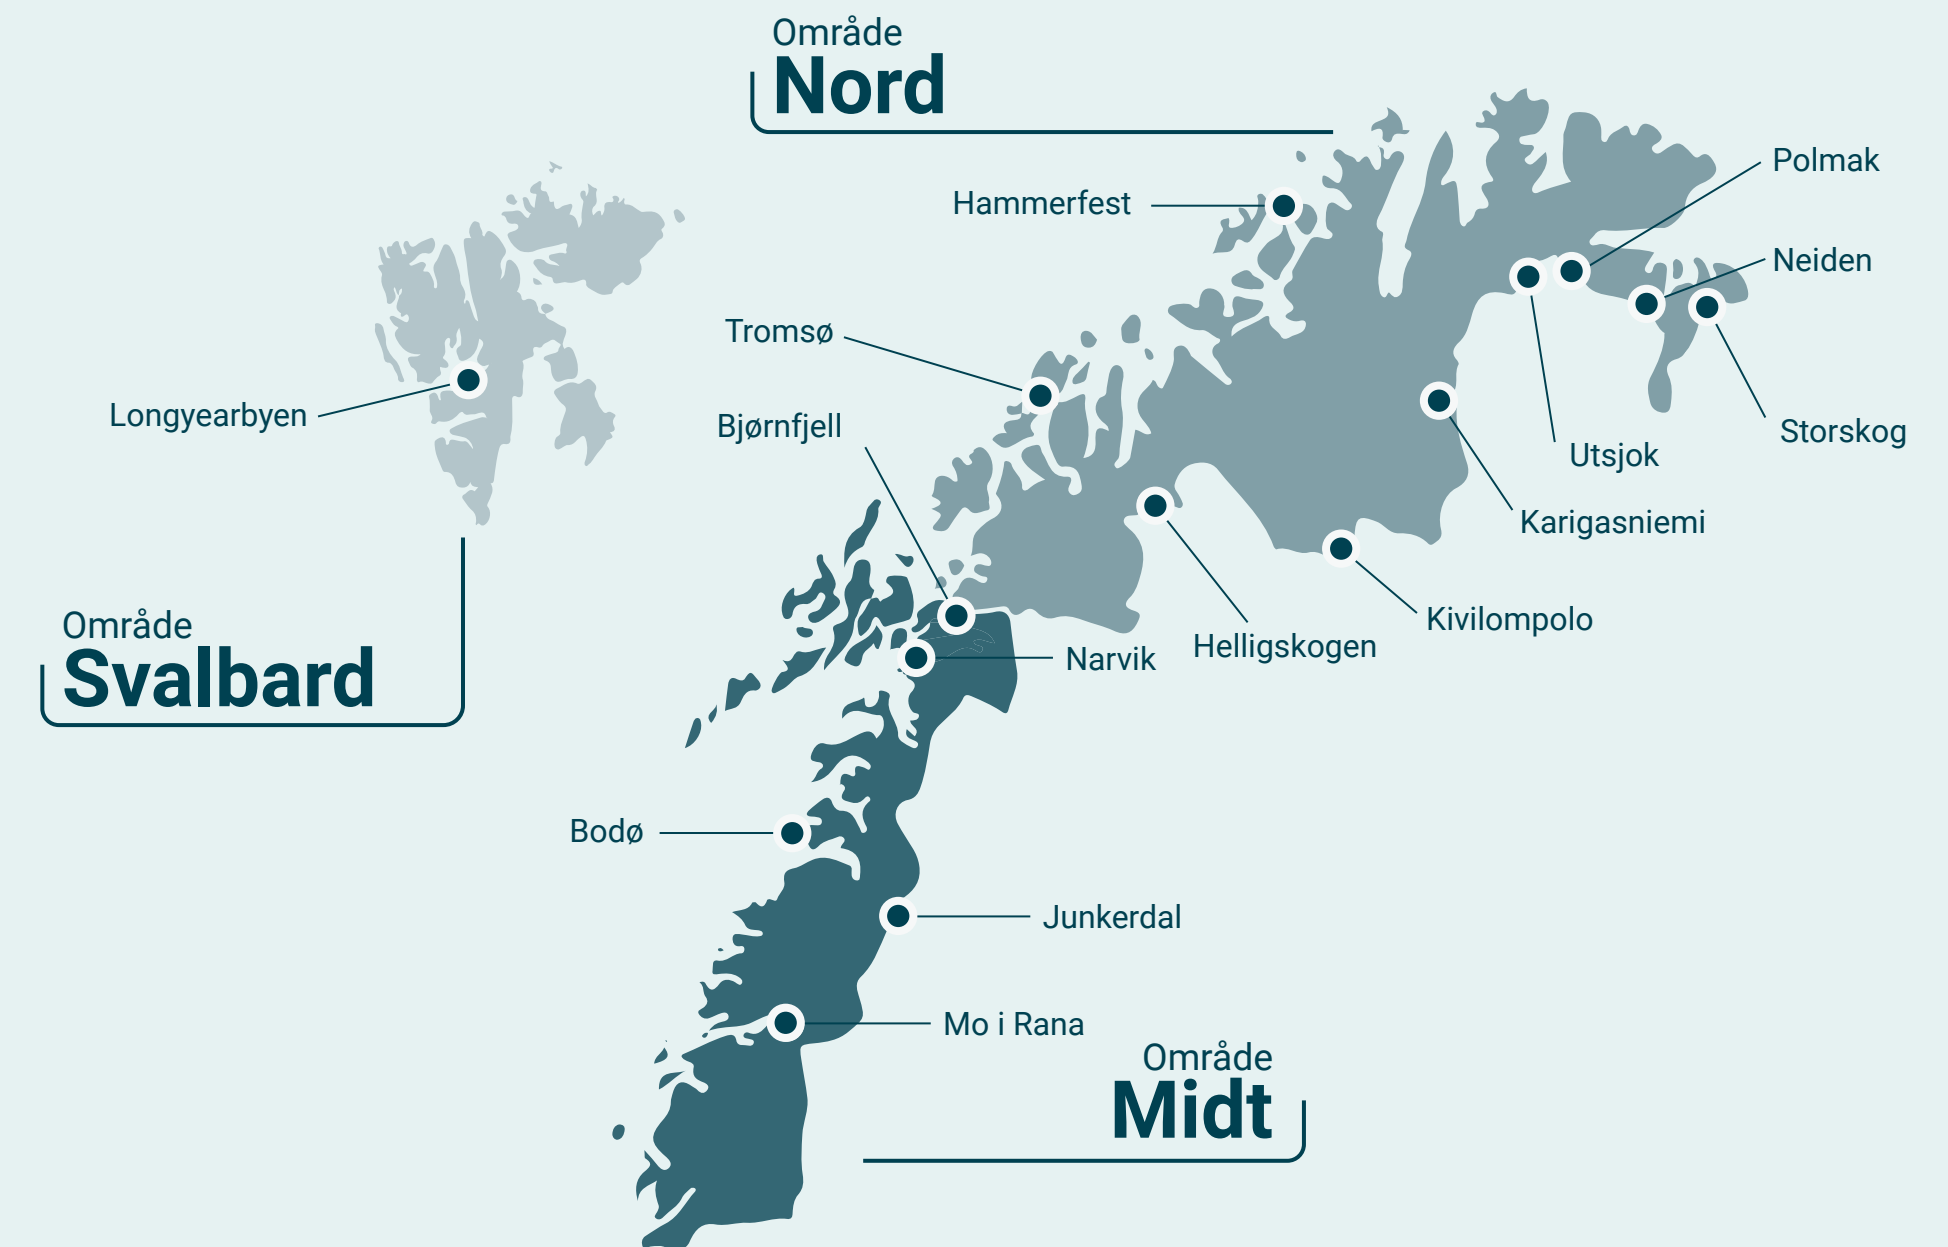 Område
Nord
Polmak
Hammerfest
Neiden
Tromsø
Bjørnfjell
Longyearbyen
Storskog
Utsjok
Karigasniemi
Område
Svalbard
Kivilompolo
Helligskogen
Narvik
Bodø
Junkerdal
Mo i Rana
Område
Midt